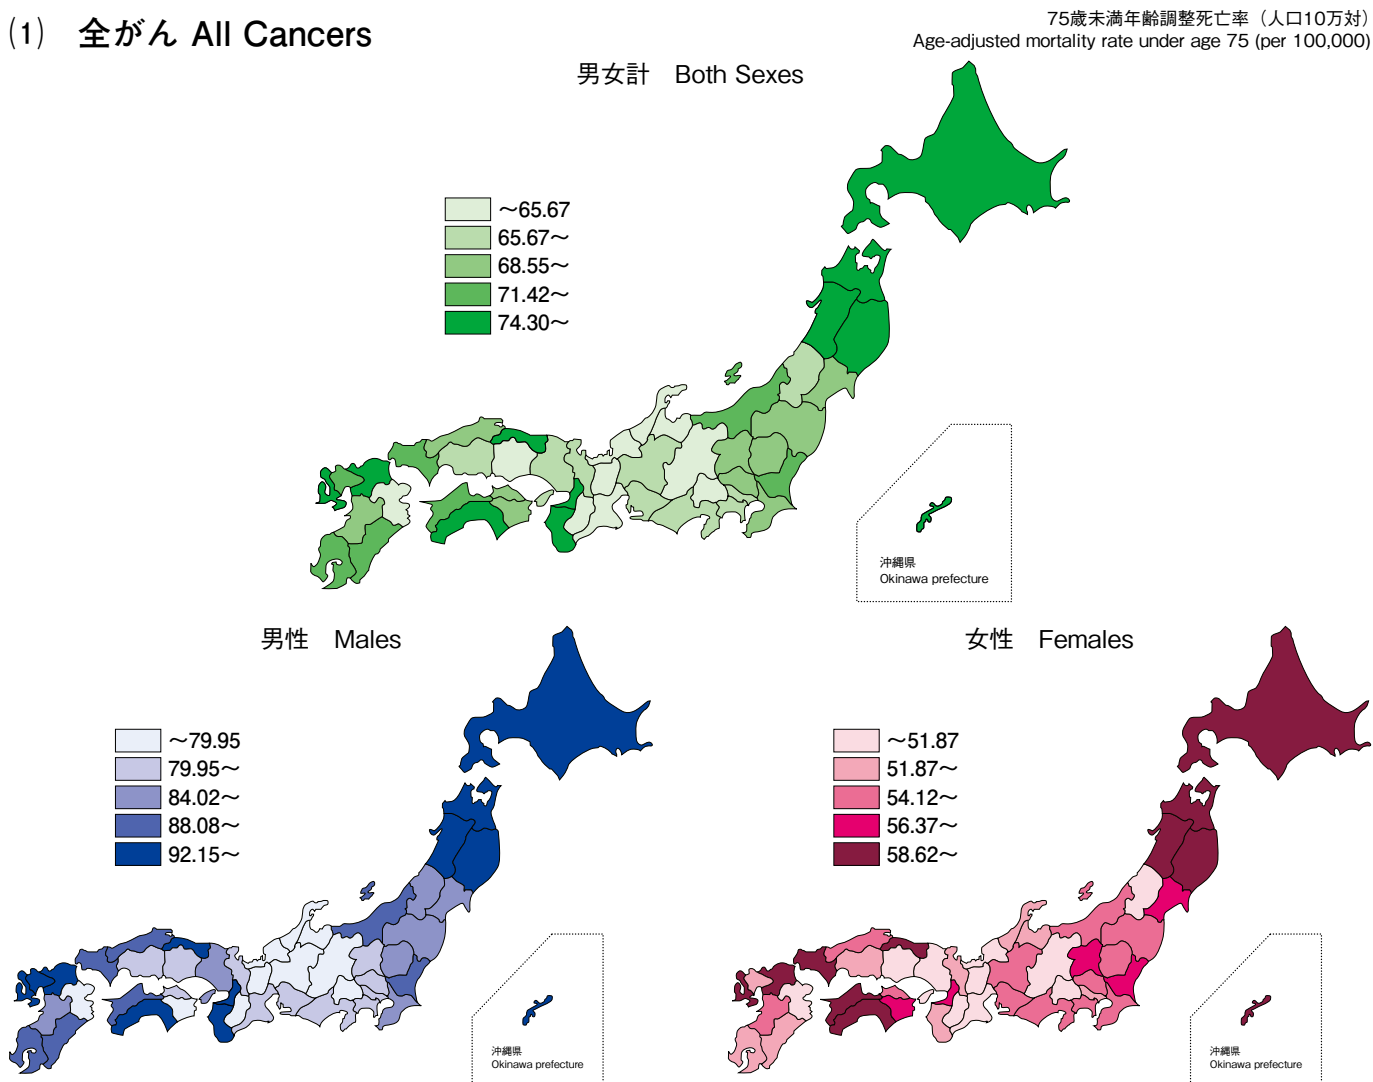 (1) 全がん All Cancers
75歳未満年齢調整死亡率（人口10万対）
Age-adjusted mortality rate under age 75 (per 100,000)
男女計 Both Sexes
～65.67
65.67～
68.55～
71.42～
74.30～
沖縄県
Okinawa prefecture
男性 Males
～79.95
79.95～
84.02～
88.08～
92.15～
沖縄県
Okinawa prefecture
女性 Females
～51.87
51.87～
54.12～
56.37～
58.62～
沖縄県
Okinawa prefecture